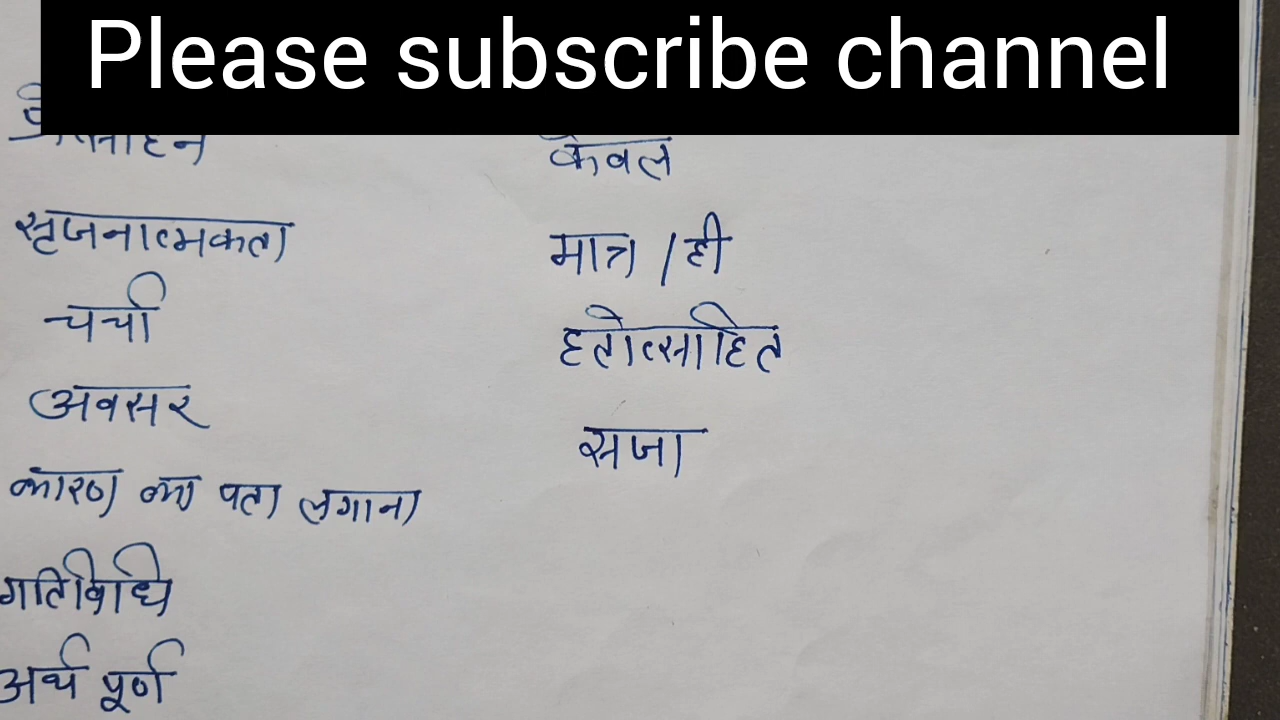 Please subscribe channel
केवल
सृजनात्मकता
मात्र / ही
चर्चा
हतोत्साहित
अवसर
सजा
कारण का पता लगाना
गतिविधि
अर्थ पूर्ण